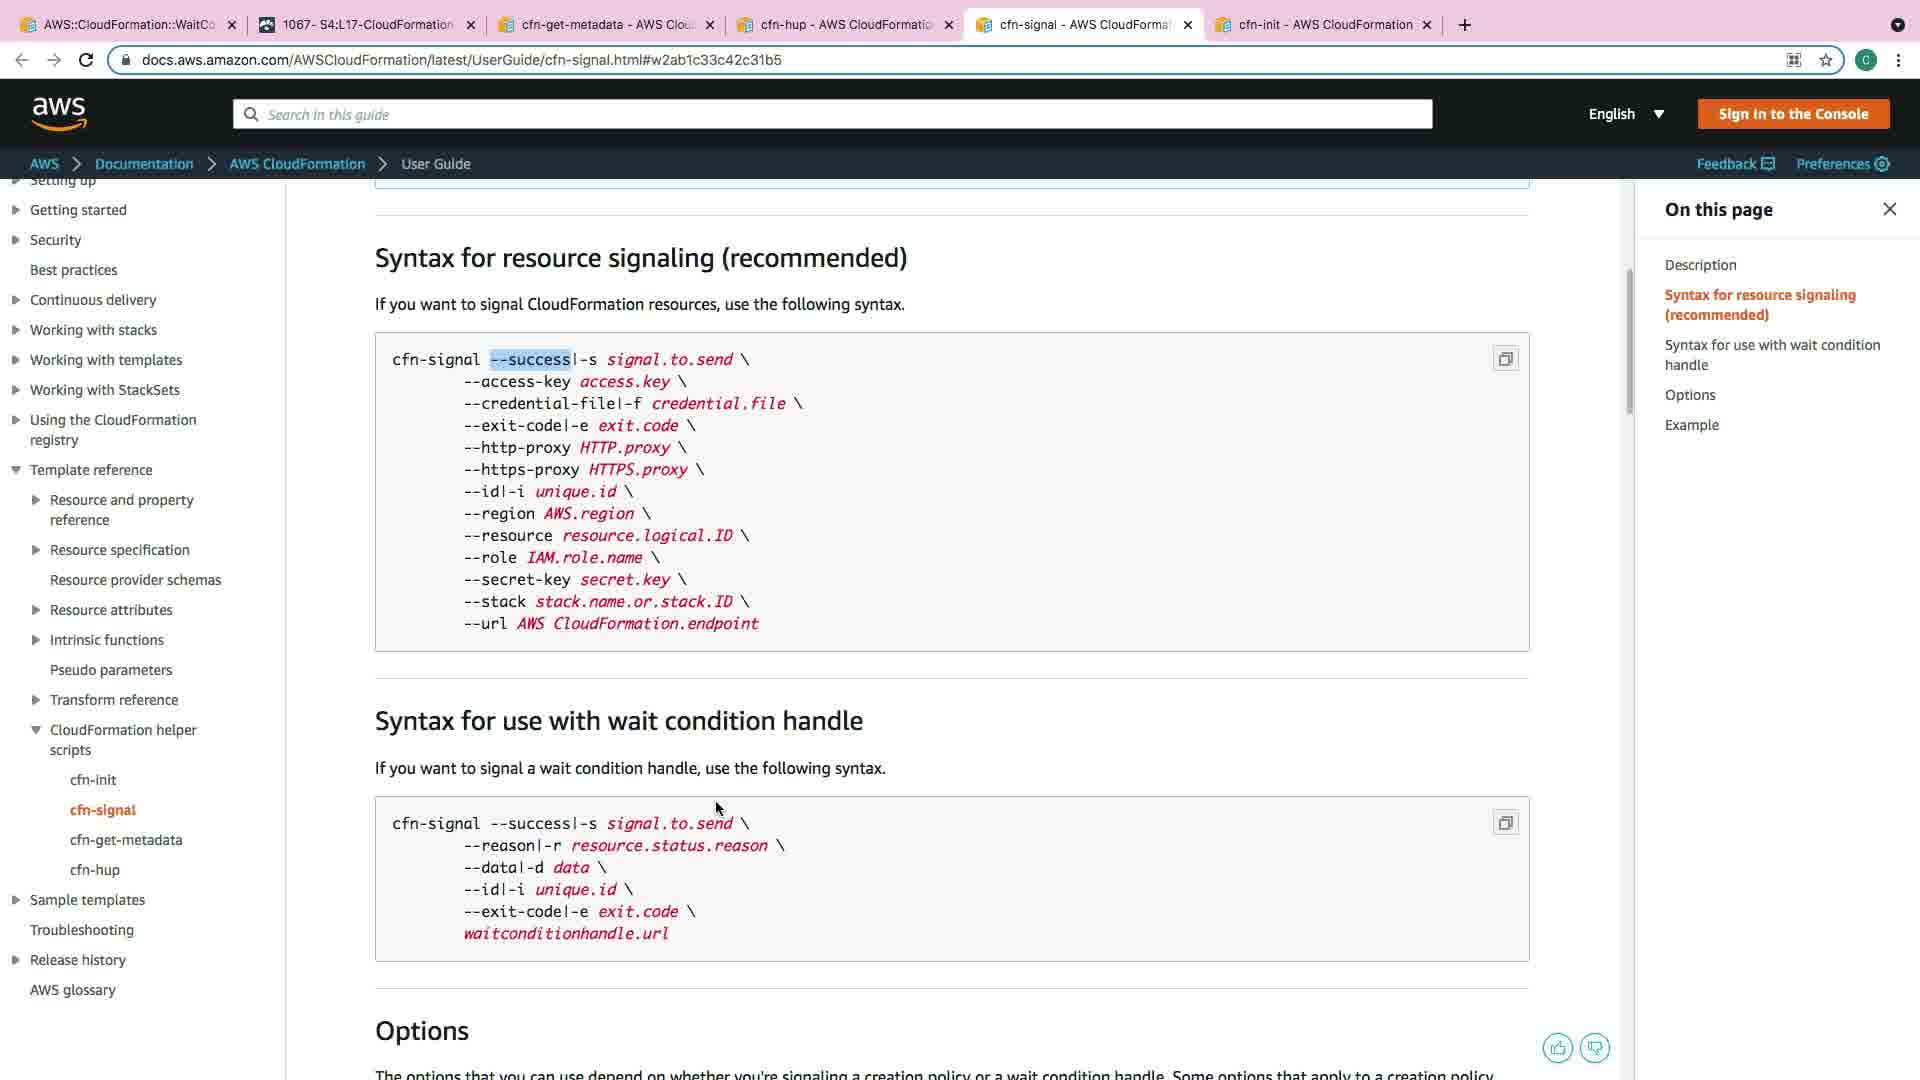 AWS::CloudFormation::WaitCo
1067- S4:L17-CloudFormation
cfn-get-metadata - AWS Clou
cfn-hup - AWS CloudFormatio
cfn-signal - AWS CloudFormat
cfn-init - AWS CloudFormation
docs.aws.amazon.com/AWSCloudFormation/latest/UserGuide/cfn-signal.html#w2ab1c33c42c31b5
C
aws
Search in this guide
English
Sign In to the Console
AWS > Documentation > AWS CloudFormation > User Guide
Feedback
Preferences
Setting up
Getting started
Security
Best practices
Continuous delivery
Working with stacks
Working with templates
Working with StackSets
Using the CloudFormation
registry
Template reference
Resource and property
reference
Resource specification
Resource provider schemas
Resource attributes
Intrinsic functions
Pseudo parameters
Transform reference
CloudFormation helper
scripts
cfn-init
cfn-signal
cfn-get-metadata
cfn-hup
Sample templates
Troubleshooting
Release history
AWS glossary
Syntax for resource signaling (recommended)
If you want to signal CloudFormation resources, use the following syntax.
cfn-signal --success|-s signal.to.send \
--access-key access.key \
--credential-file|-f credential.file \
--exit-code|-e exit.code \
--http-proxy HTTP.proxy \
--https-proxy HTTPS.proxy \
--id|-i unique.id \
--region AWS.region \
--resource resource.logical.ID \
--role IAM.role.name \
--secret-key secret.key \
--stack stack.name.or.stack.ID \
--url AWS CloudFormation.endpoint
Syntax for use with wait condition handle
If you want to signal a wait condition handle, use the following syntax.
cfn-signal --success|-s signal.to.send \
--reason|-r resource.status.reason \
--data|-d data \
--id|-i unique.id \
--exit-code|-e exit.code \
waitconditionhandle.url
Options
The options that you can use depend on whether you're signaling a creation policy or a wait condition handle. Some options that apply to a creation policy
On this page
Description
Syntax for resource signaling
(recommended)
Syntax for use with wait condition
handle
Options
Example